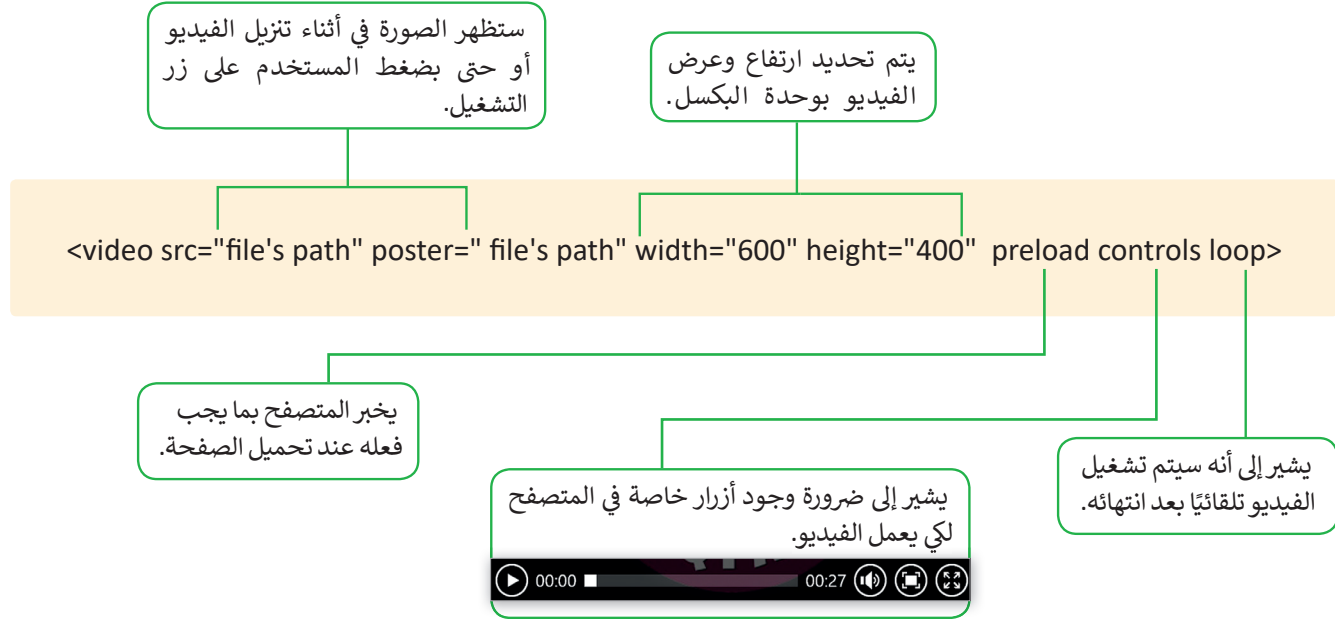 ستظهر الصورة في أثناء تنزيل الفيديو
أو حتى بضغط المستخدم على زر
التشغيل.
يتم تحديد ارتفاع وعرض
الفيديو بوحدة البكسل.
<video src="file's path" poster=" file's path" width="600" height="400"  preload controls loop>
يخبر المتصفح بما يجب
فعله عند تحميل الصفحة.
يشير إلى ضرورة وجود أزرار خاصة في المتصفح
لكي يعمل الفيديو.
00:00 00:27
يشير إلى أنه سيتم تشغيل
الفيديو تلقائيًا بعد انتهائه.